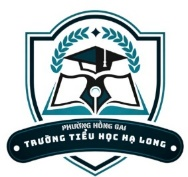 PHƯỜNG HỒNG GAI
TRƯỜNG TIỂU HỌC HẠ LONG